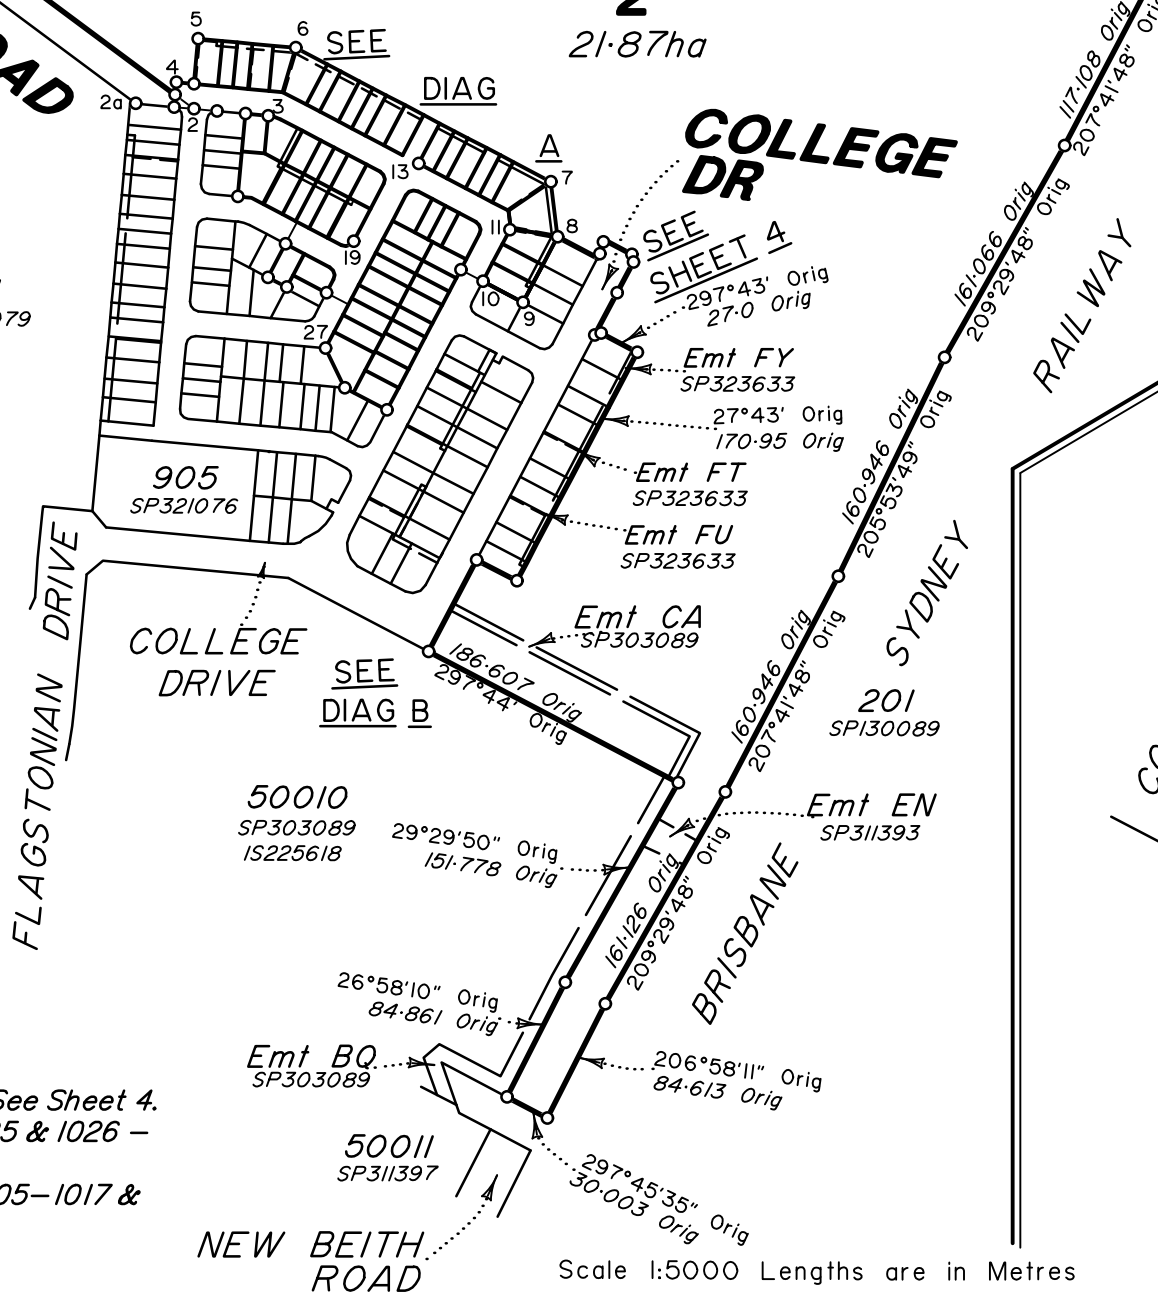 2
21·87ha
5
6
SEE
DIAG
A
4
2a
2
3
13
7
8
11
10
9
19
27
COLLEGE
DR
SEE
SHEET 4
297°43' Orig
27·0 Orig
Emt FY
SP323633
27°43' Orig
170·95 Orig
Emt FT
SP323633
Emt FU
SP323633
Emt CA
SP303089
117·108 Orig
207°41'48" Orig
161·066 Orig
209°29'48" Orig
160·946 Orig
205°53'49" Orig
160·946 Orig
207°41'48" Orig
161·126 Orig
209°29'48" Orig
RAILWAY
SYDNEY
BRISBANE
201
SP130089
905
SP321076
FLAGSTONIAN DRIVE
COLLEGE
DRIVE
SEE
DIAG B
186·607 Orig
297°44' Orig
50010
SP303089
IS225618
29°29'50" Orig
151·778 Orig
Emt EN
SP311393
26°58'10" Orig
84·861 Orig
Emt BQ
SP303089
206°58'11" Orig
84·613 Orig
50011
SP311397
297°45'35" Orig
30·003 Orig
NEW BEITH
ROAD
See Sheet 4.
5 & 1026 –
05–1017 &
Scale 1:5000 Lengths are in Metres